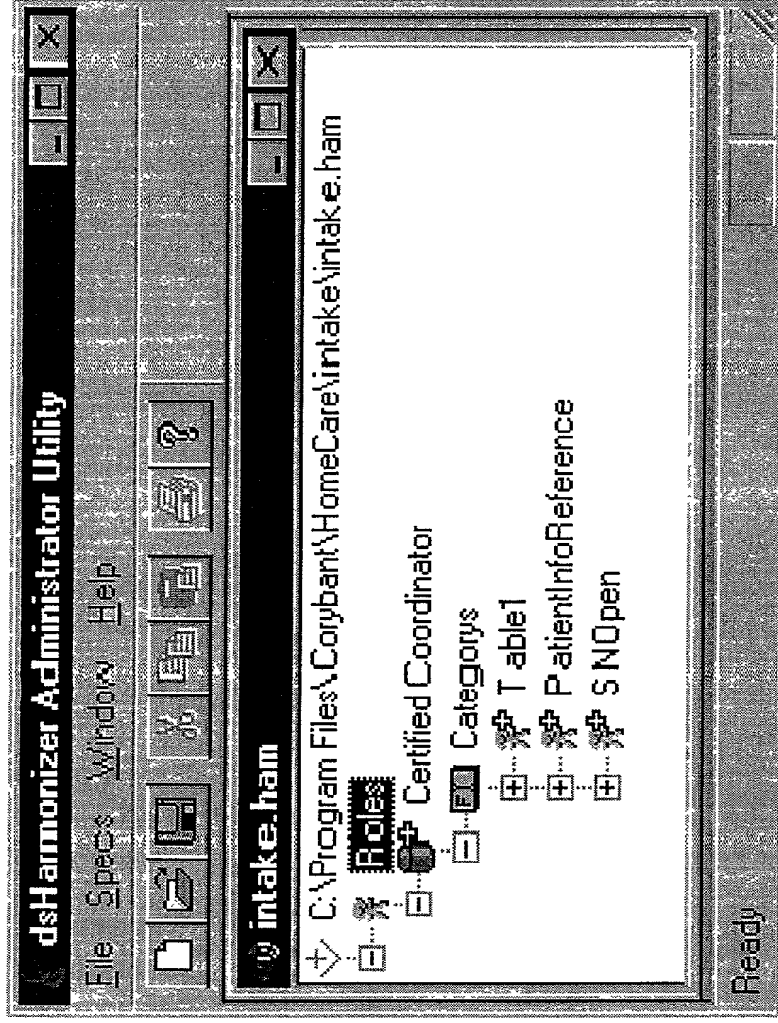 dsHarmonizer Administrator Utility
File Specs Window Help
intake.ham
C:\Program Files\Corybant\HomeCare\intake\intake.ham
Roles
Certified Coordinator
Categorys
Table1
PatientInfoReference
SNOpen
Ready